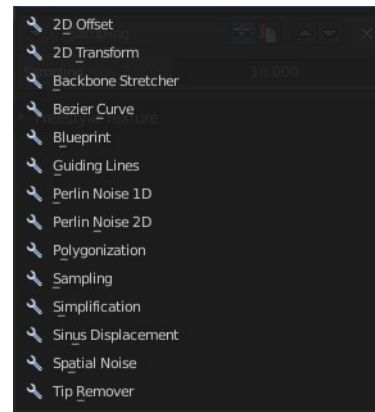 2D Offset
2D Transform
Backbone Stretcher
Bezier Curve
Blueprint
Guiding Lines
Perlin Noise 1D
Perlin Noise 2D
Polygonization
Sampling
Simplification
Sinus Displacement
Spatial Noise
Tip Remover